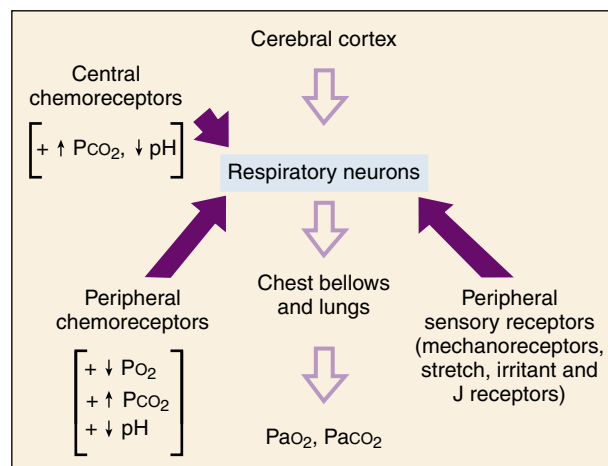 Cerebral cortex
Central
chemoreceptors
+ ↑ PCO₂, ↓ pH
Respiratory neurons
Peripheral
chemoreceptors
+ ↓ PO₂
+ ↑ PCO₂
+ ↓ pH
Chest bellows
and lungs
Peripheral
sensory receptors
(mechanoreceptors,
stretch, irritant and
J receptors)
PaO₂, PaCO₂